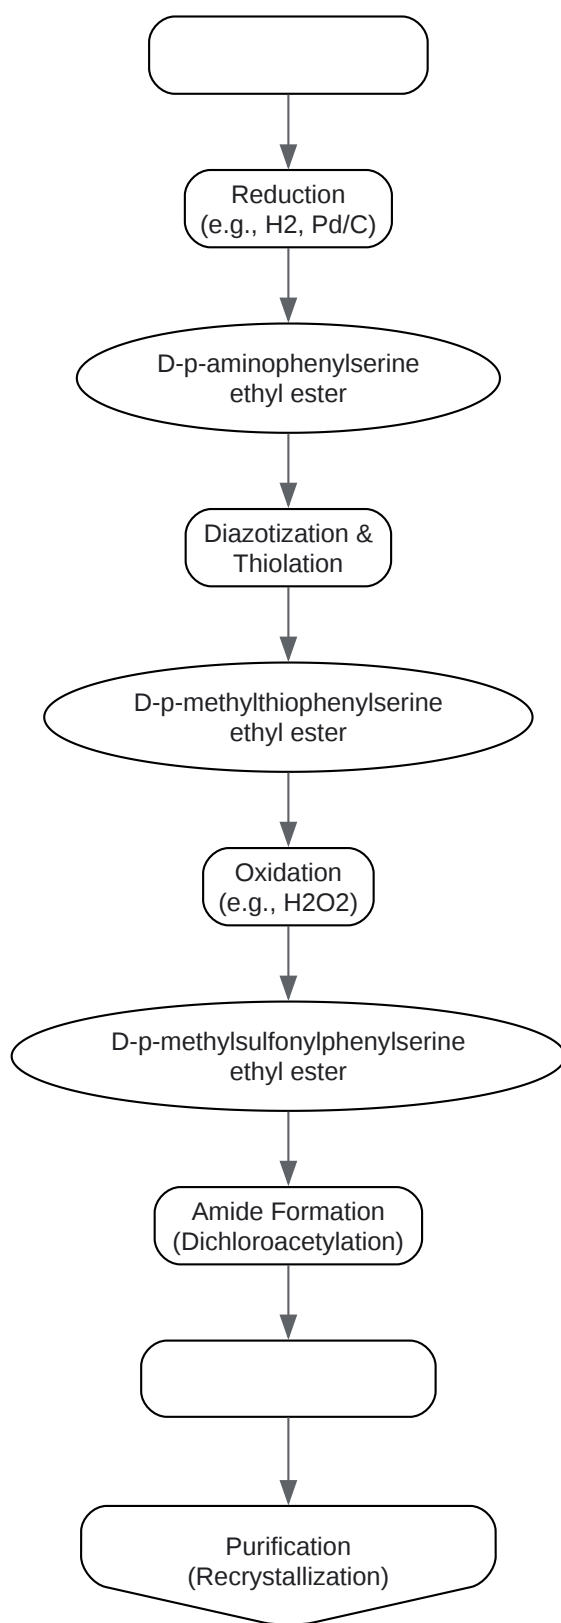 Reduction
(e.g., H2, Pd/C)
D-p-aminophenylserine
ethyl ester
Diazotization &
Thiolation
D-p-methylthiophenylserine
ethyl ester
Oxidation
(e.g., H2O2)
D-p-methylsulfonylphenylserine
ethyl ester
Amide Formation
(Dichloroacetylation)
Purification
(Recrystallization)